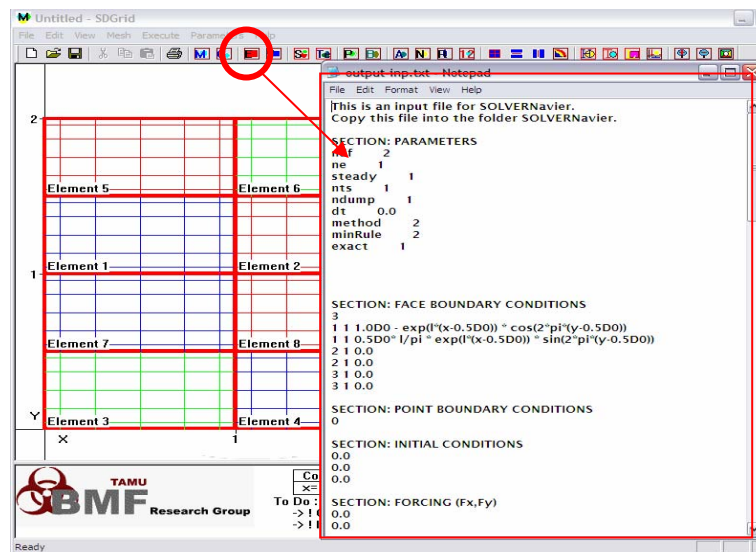 Untitled - SDGrid
File Edit View Mesh Execute
output-inp.txt - Notepad
File Edit Format View Help
This is an input file for SOLVERNavier.
Copy this file into the folder SOLVERNavier.
SECTION: PARAMETERS
2
ne 1
steady 1
nts 1
ndump 1
dt 0.0
method 2
minRule 2
exact 1
SECTION: FACE BOUNDARY CONDITIONS
3
1 1 1.0D0 - exp(l*(x-0.5D0)) * cos(2*pi*(y-0.5D0))
1 1 0.5D0* l/pi * exp(l*(x-0.5D0)) * sin(2*pi*(y-0.5D0))
2 1 0.0
2 1 0.0
3 1 0.0
3 1 0.0
SECTION: POINT BOUNDARY CONDITIONS
0
SECTION: INITIAL CONDITIONS
0.0
0.0
0.0
SECTION: FORCING (Fx,Fy)
0.0
0.0
2
Element 5 Element 6
Element 1 Element 2
1
Element 7 Element 8
Element 3 Element 4
Y
X 1
TAMU
BMF Research Group
Co
x=
To Do :
-> !
-> !
Ready